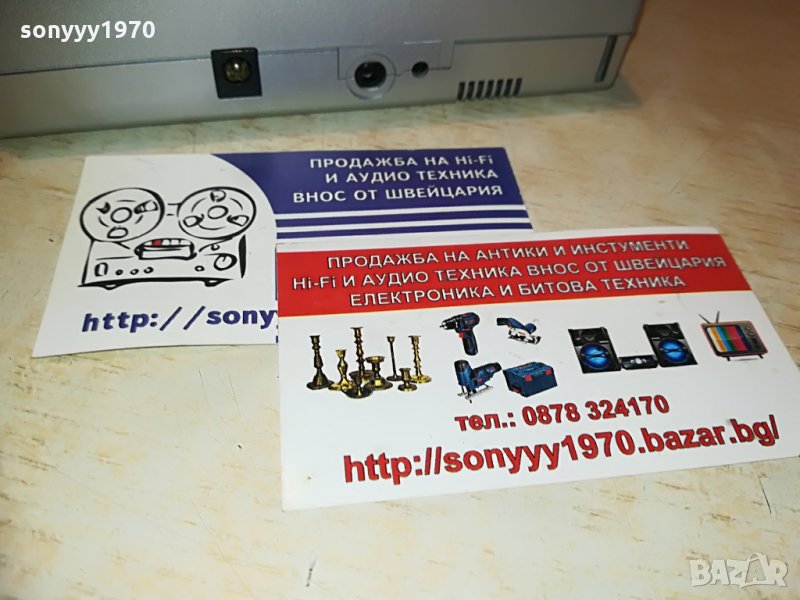 sonyyy1970
ПРОДАЖБА НА Hi-Fi
И АУДИО ТЕХНИКА
ВНОС ОТ ШВЕЙЦАРИЯ
http://sony
ПРОДАЖБА НА АНТИКИ И ИНСТУМЕНТИ
Hi-Fi И АУДИО ТЕХНИКА ВНОС ОТ ШВЕИЦАРИЯ
ЕЛЕКТРОНИКА И БИТОВА ТЕХНИКА
тел.: 0878 324170
http://sonyyy1970.bazar.bg/
BAZAR